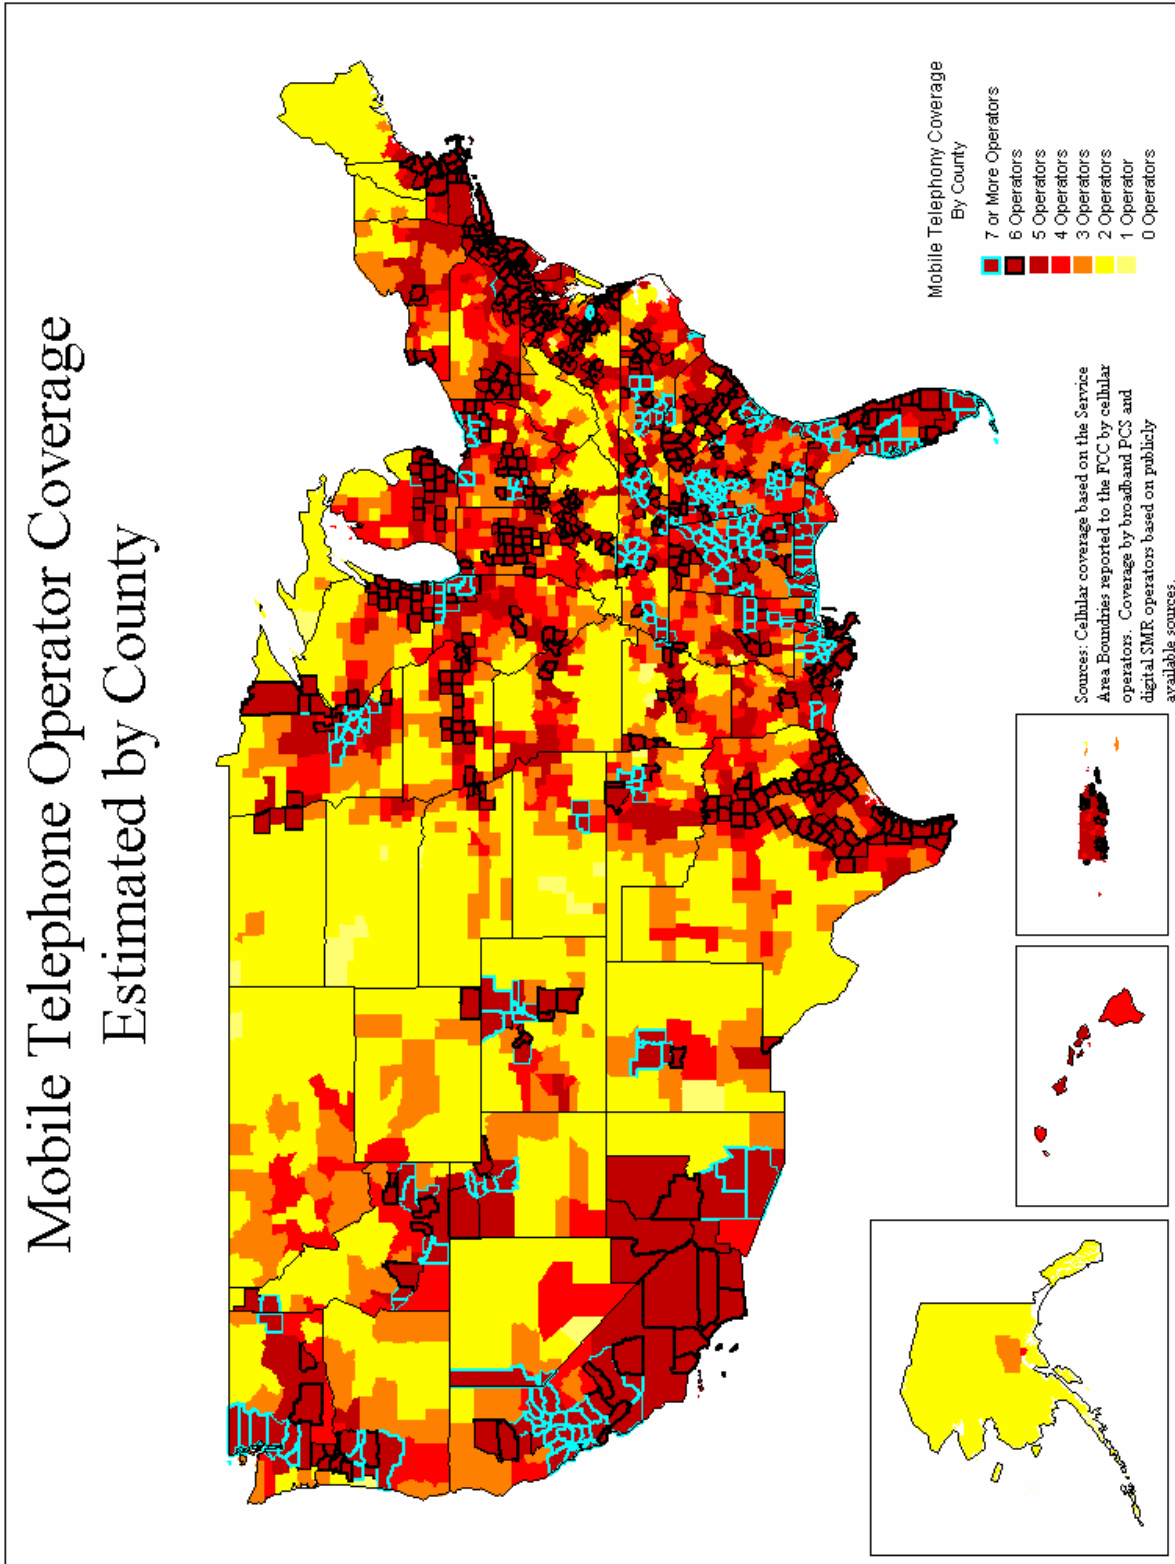 Mobile Telephone Operator Coverage
Estimated by County
Mobile Telephony Coverage
By County
7 or More Operators
6 Operators
5 Operators
4 Operators
3 Operators
2 Operators
1 Operator
0 Operators
Sources: Cellular coverage based on the Service
Area Boundries reported to the FCC by cellular
operators. Coverage by broadband PCS and
digital SMR operators based on publicly
available sources.